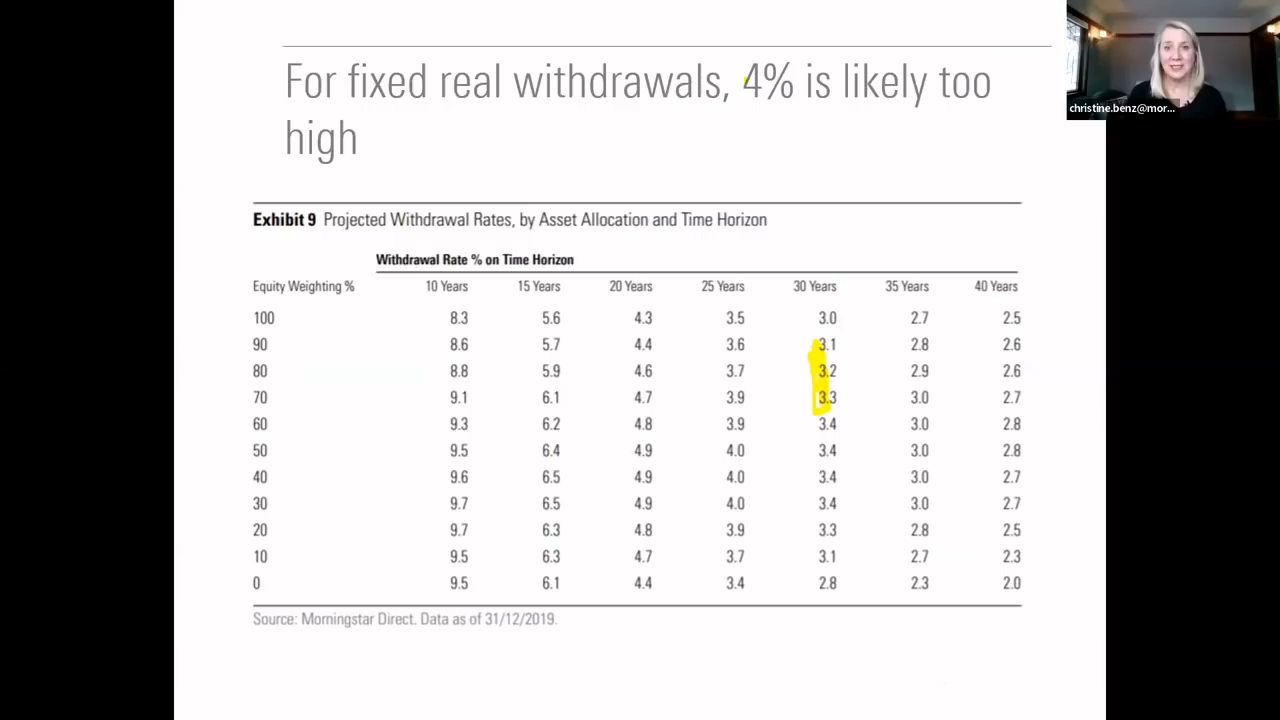 For fixed real withdrawals, 4% is likely too
high
christine.benz@mor...
Exhibit 9 Projected Withdrawal Rates, by Asset Allocation and Time Horizon
Withdrawal Rate % on Time Horizon
Equity Weighting % 10 Years 15 Years 20 Years 25 Years 30 Years 35 Years 40 Years
100 8.3 5.6 4.3 3.5 3.0 2.7 2.5
90 8.6 5.7 4.4 3.6 3.1 2.8 2.6
80 8.8 5.9 4.6 3.7 3.2 2.9 2.6
70 9.1 6.1 4.7 3.9 3.3 3.0 2.7
60 9.3 6.2 4.8 3.9 3.4 3.0 2.8
50 9.5 6.4 4.9 4.0 3.4 3.0 2.8
40 9.6 6.5 4.9 4.0 3.4 3.0 2.7
30 9.7 6.5 4.9 4.0 3.4 3.0 2.7
20 9.7 6.3 4.8 3.9 3.3 2.8 2.5
10 9.5 6.3 4.7 3.7 3.1 2.7 2.3
0 9.5 6.1 4.4 3.4 2.8 2.3 2.0
Source: Morningstar Direct. Data as of 31/12/2019.